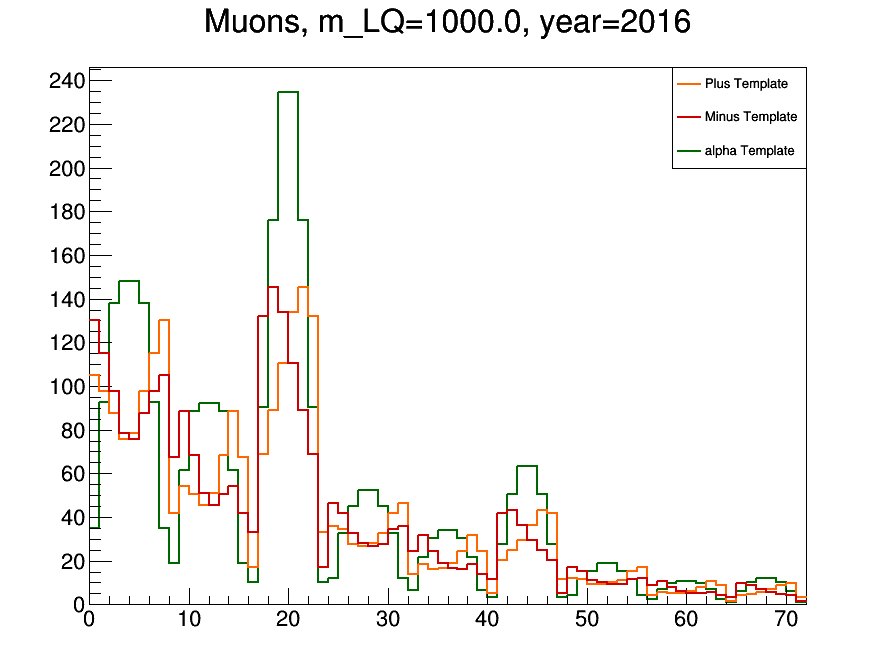 Muons, m_LQ=1000.0, year=2016
Plus Template
Minus Template
alpha Template
240
220
200
180
160
140
120
100
80
60
40
20
0
0 10 20 30 40 50 60 70